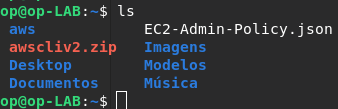 op@op-LAB:~$ ls
aws EC2-Admin-Policy.json
awscliv2.zip Imagens
Desktop Modelos
Documentos Música
op@op-LAB:~$